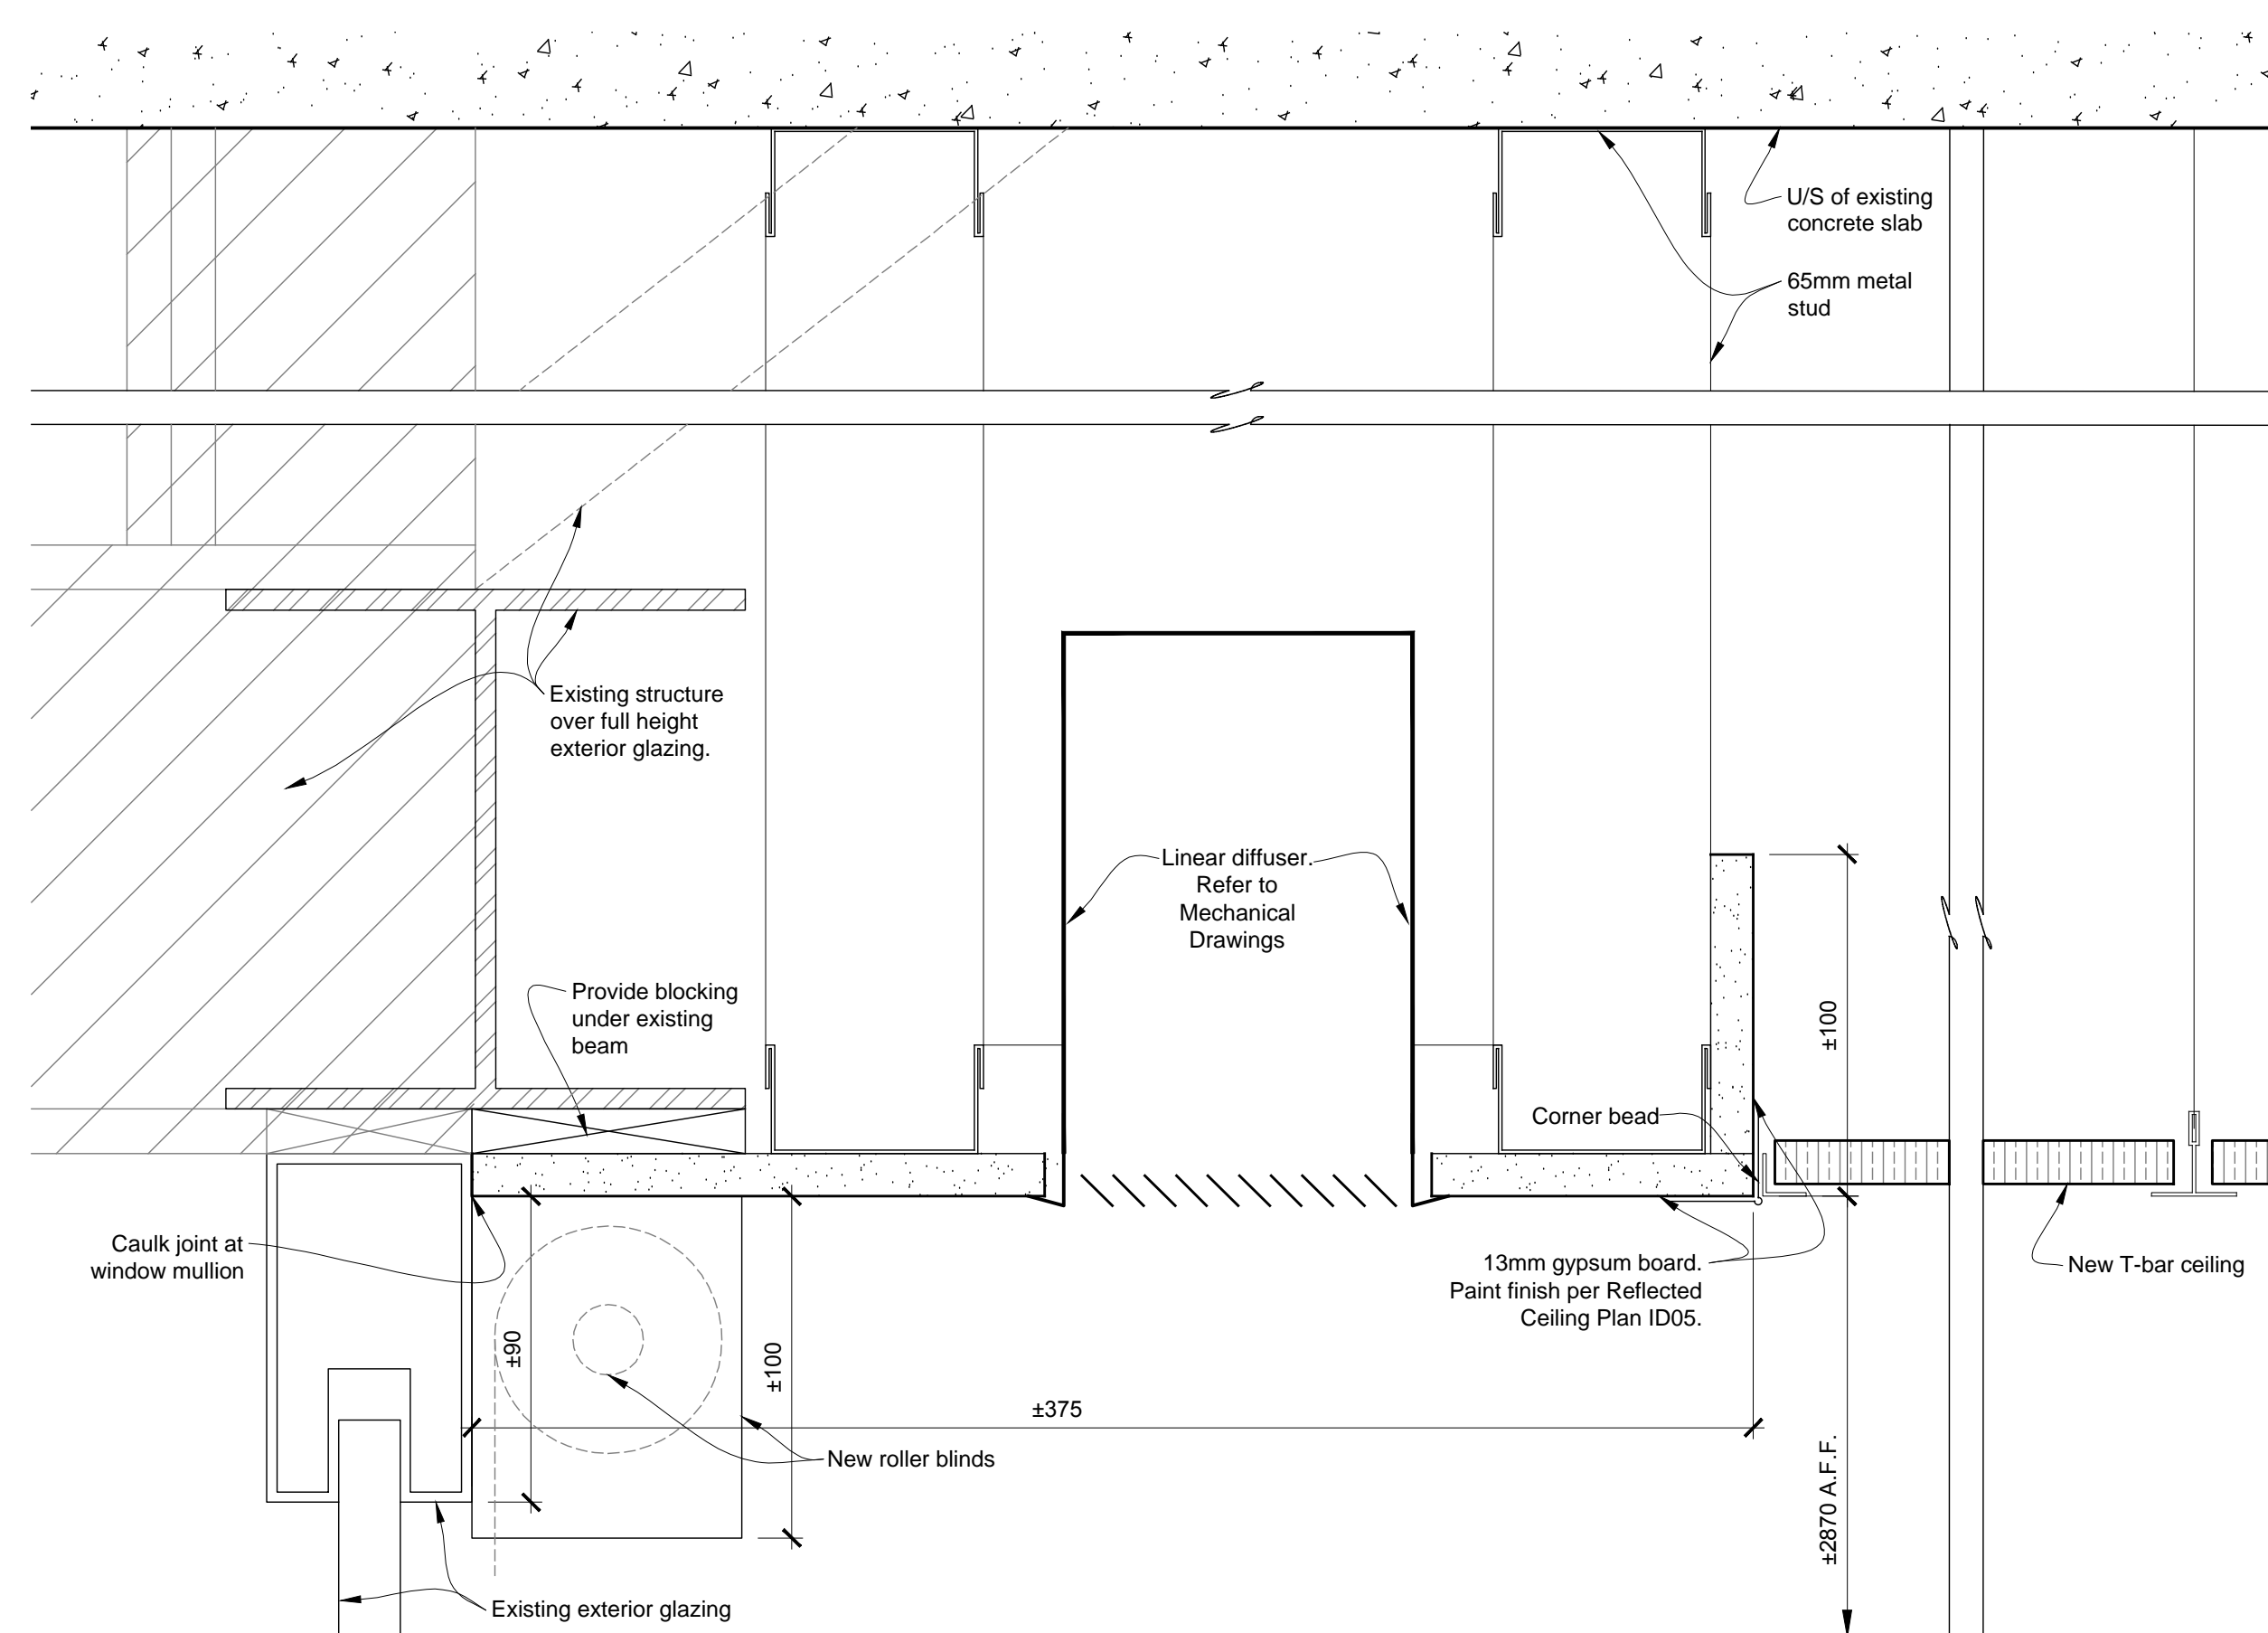 U/S of existing
concrete slab
65mm metal
stud
Existing structure
over full height
exterior glazing.
Linear diffuser.
Refer to
Mechanical
Drawings
Provide blocking
under existing
beam
±100
Corner bead
Caulk joint at
window mullion
13mm gypsum board.
Paint finish per Reflected
Ceiling Plan ID05.
New T-bar ceiling
±90
±100
±375
New roller blinds
±2870 A.F.F.
Existing exterior glazing